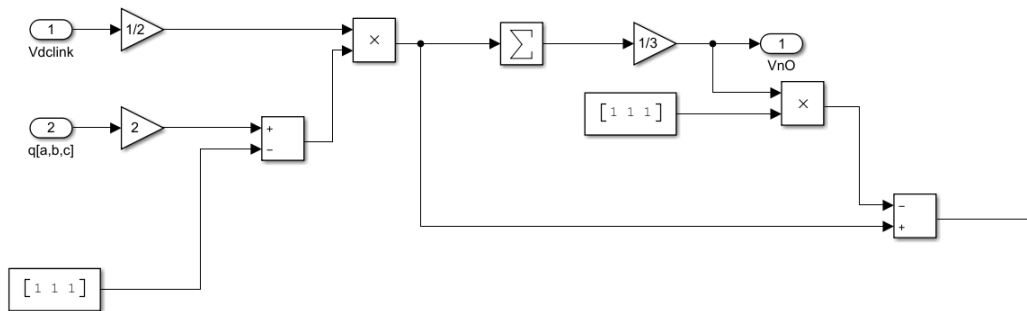 1
Vdclink
1/2
×
∑
1/3
1
VnO
[1 1 1]
×
2
q[a,b,c]
2
+
−
−
+
[1 1 1]